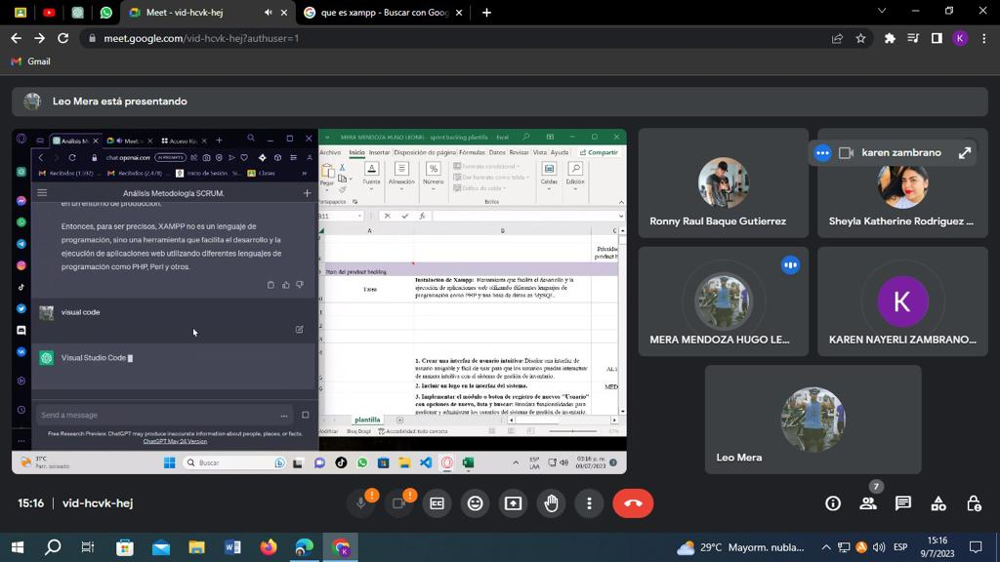 Meet - vid-hcvk-hej
que es xampp - Buscar con Goog
meet.google.com/vid-hcvk-hej?authuser=1
K
Gmail
Leo Mera está presentando
Análisis M
Meet
Acceso
chat.openai.com
Recibidos (1.392)
Recibidos (2.478)
Inicio de Sesión
Clases
Análisis Metodología SCRUM.
en un entorno de producción.
Entonces, para ser precisos, XAMPP no es un lenguaje de
programación, sino una herramienta que facilita el desarrollo y la
ejecución de aplicaciones web utilizando diferentes lenguajes de
programación como PHP, Perl y otros.
visual code
Visual Studio Code
Send a message
Free Research Preview. ChatGPT may produce inaccurate information about people, places, or facts.
ChatGPT May 24 Version
MERA MENDOZA HUGO LEONEL - sprint backlog plantilla - Excel
Archivo Inicio Insertar Disposición de página Fórmulas Datos Revisar Vista Ayuda Compartir
Pegar
Fuente
Alineación
Número
Formato condicional
Dar formato como tabla
Estilos de celda
Celdas
Edición
Portapapeles
Estilos
B11
A
B
C
Item del product backlog
Tarea
Instalación de Xampp: Herramienta que facilita el desarrollo y la
ejecución de aplicaciones web utilizando diferentes lenguajes de
programación como PHP y una base de datos en MySQL.
1. Crear una interfaz de usuario intuitiva: Diseñar una interfaz de
usuario amigable y fácil de usar para que los usuarios puedan interactuar
de manera intuitiva con el sistema de gestión de inventario.
2. Incluir un logo en la interfaz del sistema.
3. Implementar el módulo o boton de registro de nuevos "Usuario"
con opciones de nuevo, lista y buscar: Brindara funcionalidades para
gestionar y administrar los usuarios del sistema de gestión de inventario.
plantilla
Accesibilidad: todo correcto
31°C
Parc. soleado
Buscar
ESP
LAA
03:16 p. m.
09/07/2023
karen zambrano
Ronny Raul Baque Gutierrez
Sheyla Katherine Rodriguez ...
MERA MENDOZA HUGO LE...
K
KAREN NAYERLI ZAMBRANO...
Leo Mera
15:16
vid-hcvk-hej
7
29°C Mayorm. nubla...
ESP
15:16
9/7/2023